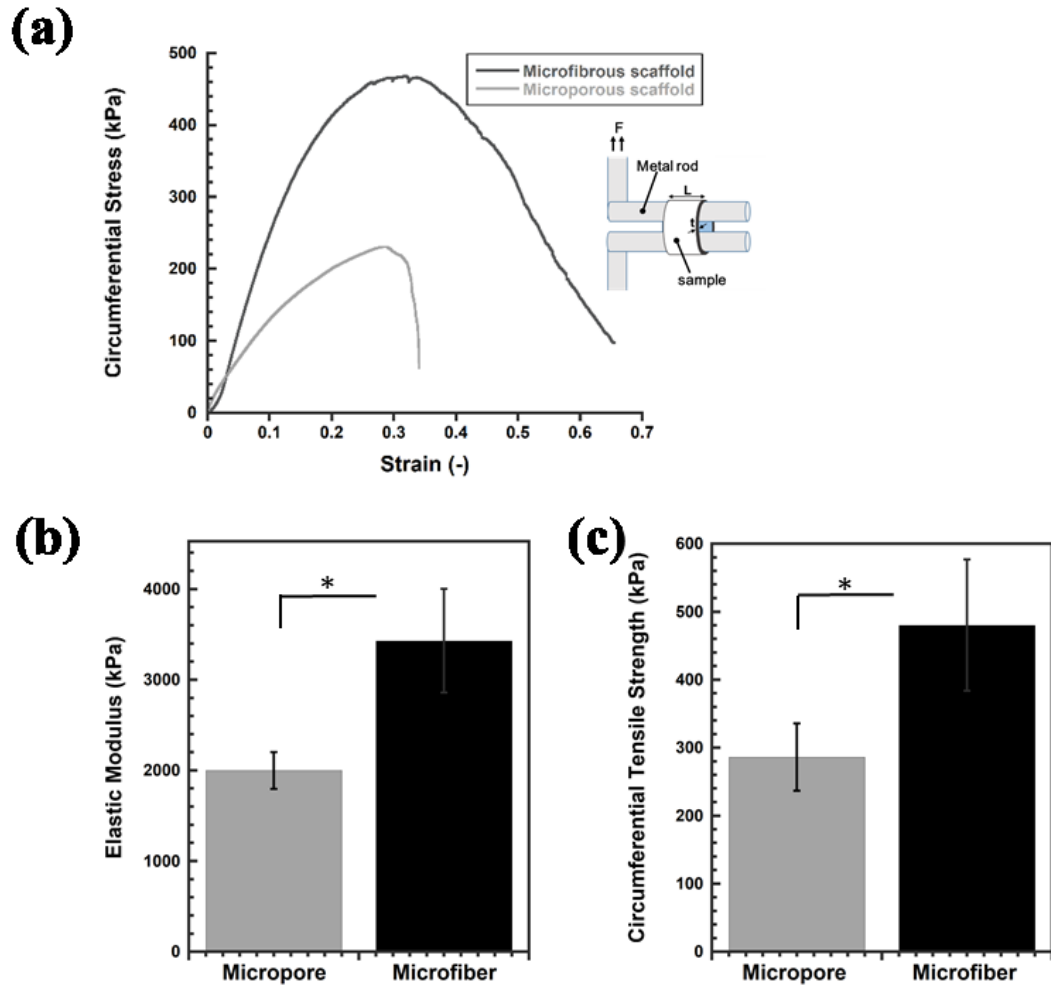 (a)
Circumferential Stress (kPa)
500
400
300
200
100
0
0 0.1 0.2 0.3 0.4 0.5 0.6 0.7
Strain (-)
Microfibrous scaffold
Microporous scaffold
F
Metal rod
L
t
sample
(b)
Elastic Modulus (kPa)
4000
3000
2000
1000
0
*
Micropore Microfiber
(c)
Circumferential Tensile Strength (kPa)
600
500
400
300
200
100
0
*
Micropore Microfiber